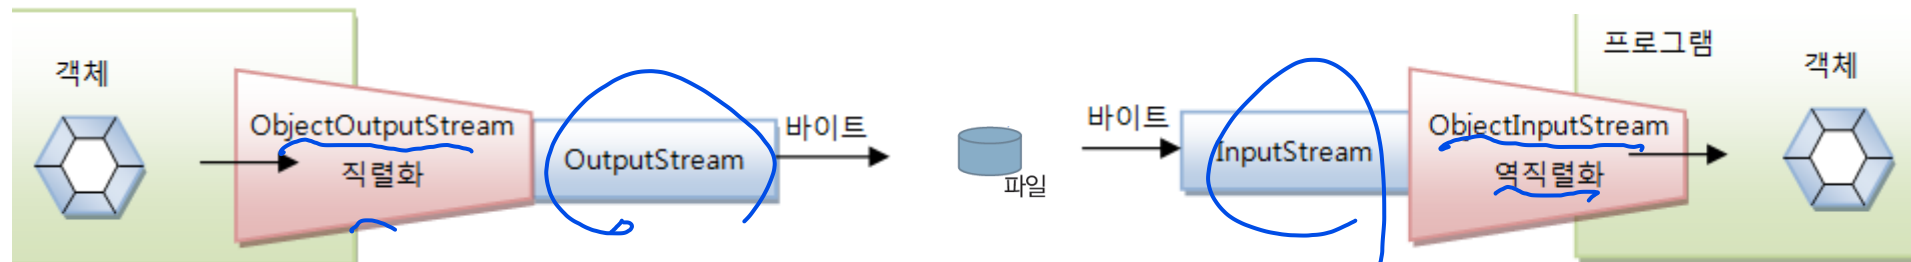 객체
ObjectOutputStream
직렬화
OutputStream
바이트
파일
바이트
InputStream
ObjectInputStream
역직렬화
프로그램
객체